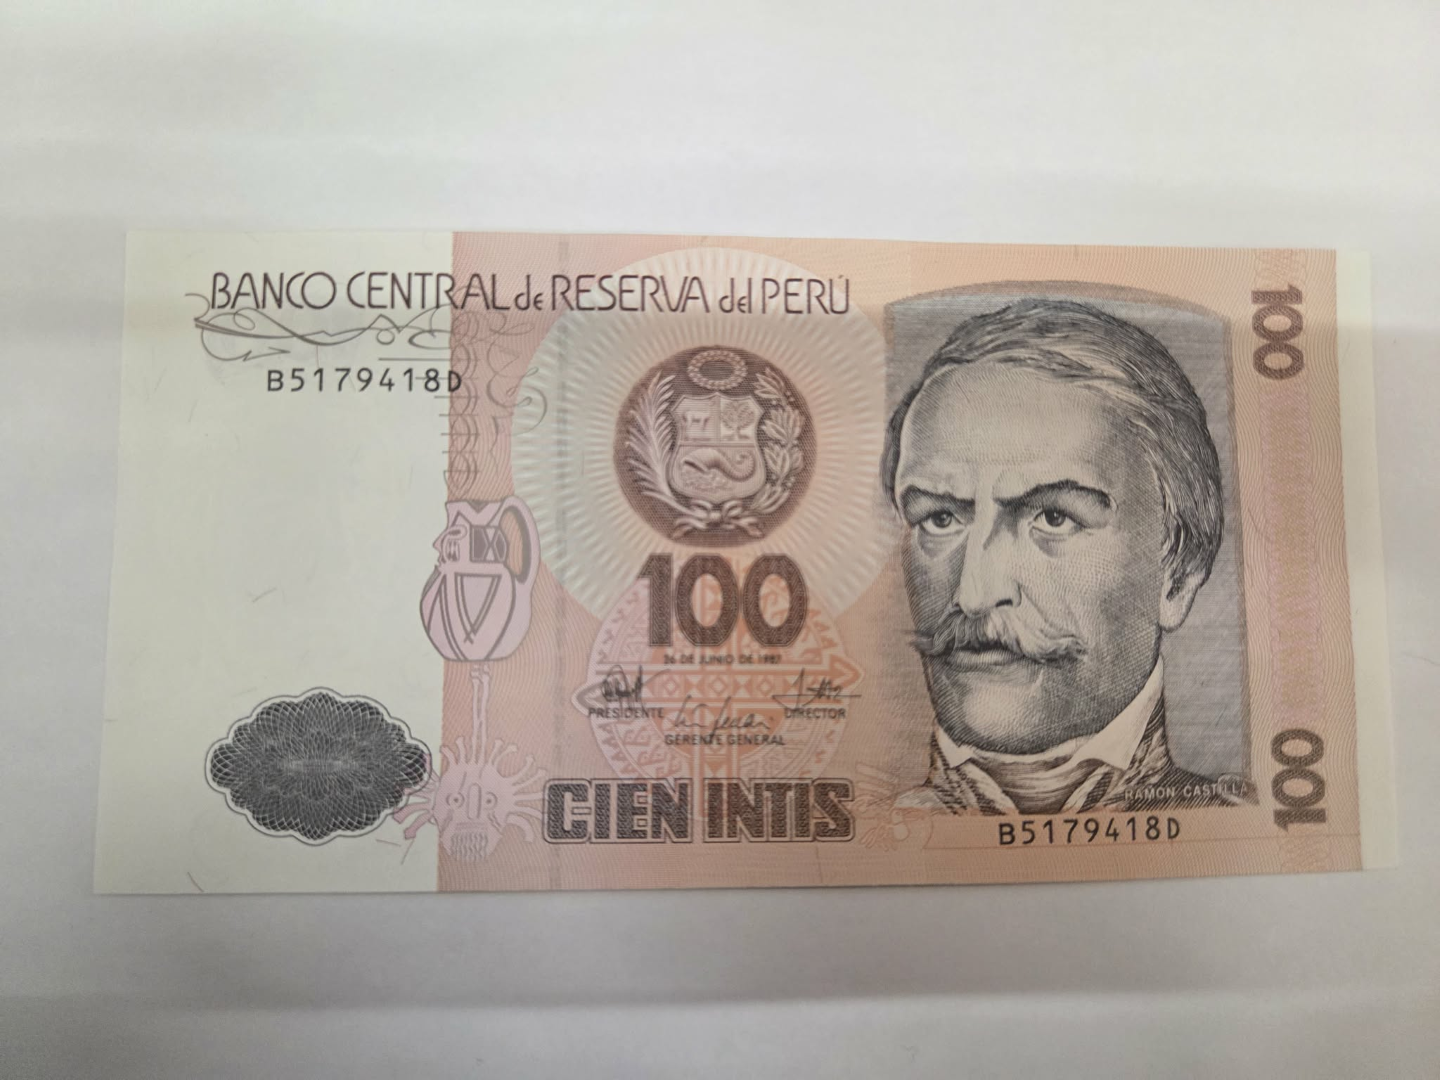 BANCO CENTRAL de RESERVA del PERÚ
B5179418D
100
100
26 DE JUNIO DE 1987
PRESIDENTE
DIRECTOR
GERENTE GENERAL
CIEN INTIS
RAMON CASTILLA
B5179418D
100